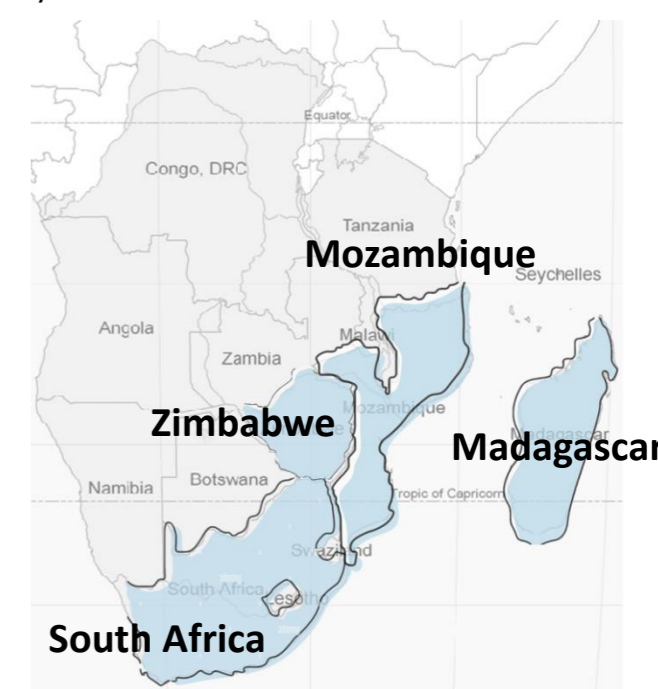 Equator
Congo, DRC
Tanzania
Mozambique
Seychelles
Angola
Malawi
Zambia
Mozambique
Zimbabwe
Madagascar
Madagascar
Botswana
Namibia
Tropic of Capricorn
Swaziland
South Africa
Lesotho
South Africa